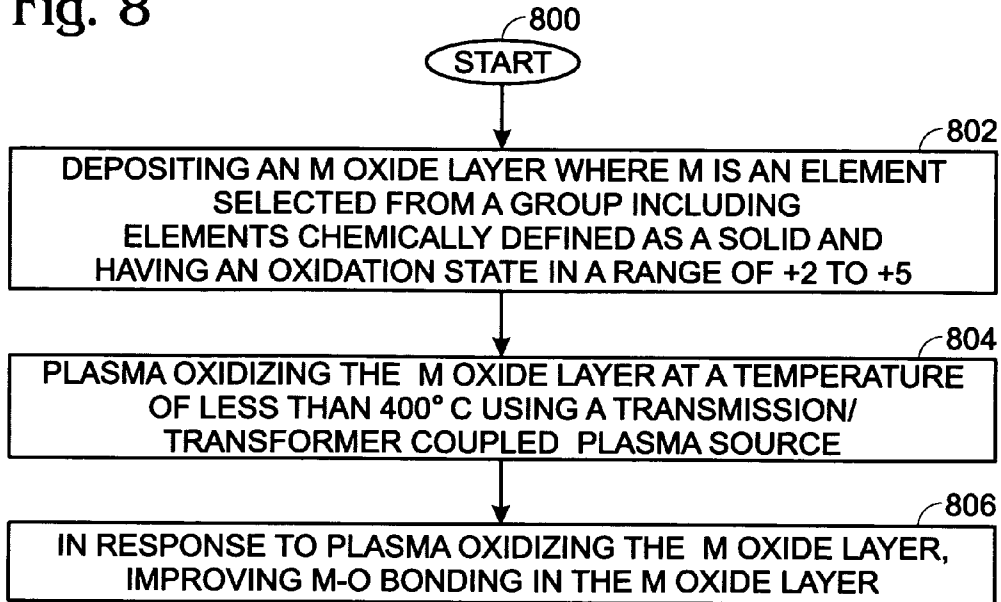 Fig. 8
800
START
802
DEPOSITING AN M OXIDE LAYER WHERE M IS AN ELEMENT
SELECTED FROM A GROUP INCLUDING
ELEMENTS CHEMICALLY DEFINED AS A SOLID AND
HAVING AN OXIDATION STATE IN A RANGE OF +2 TO +5
804
PLASMA OXIDIZING THE M OXIDE LAYER AT A TEMPERATURE
OF LESS THAN 400° C USING A TRANSMISSION/
TRANSFORMER COUPLED PLASMA SOURCE
806
IN RESPONSE TO PLASMA OXIDIZING THE M OXIDE LAYER,
IMPROVING M-O BONDING IN THE M OXIDE LAYER